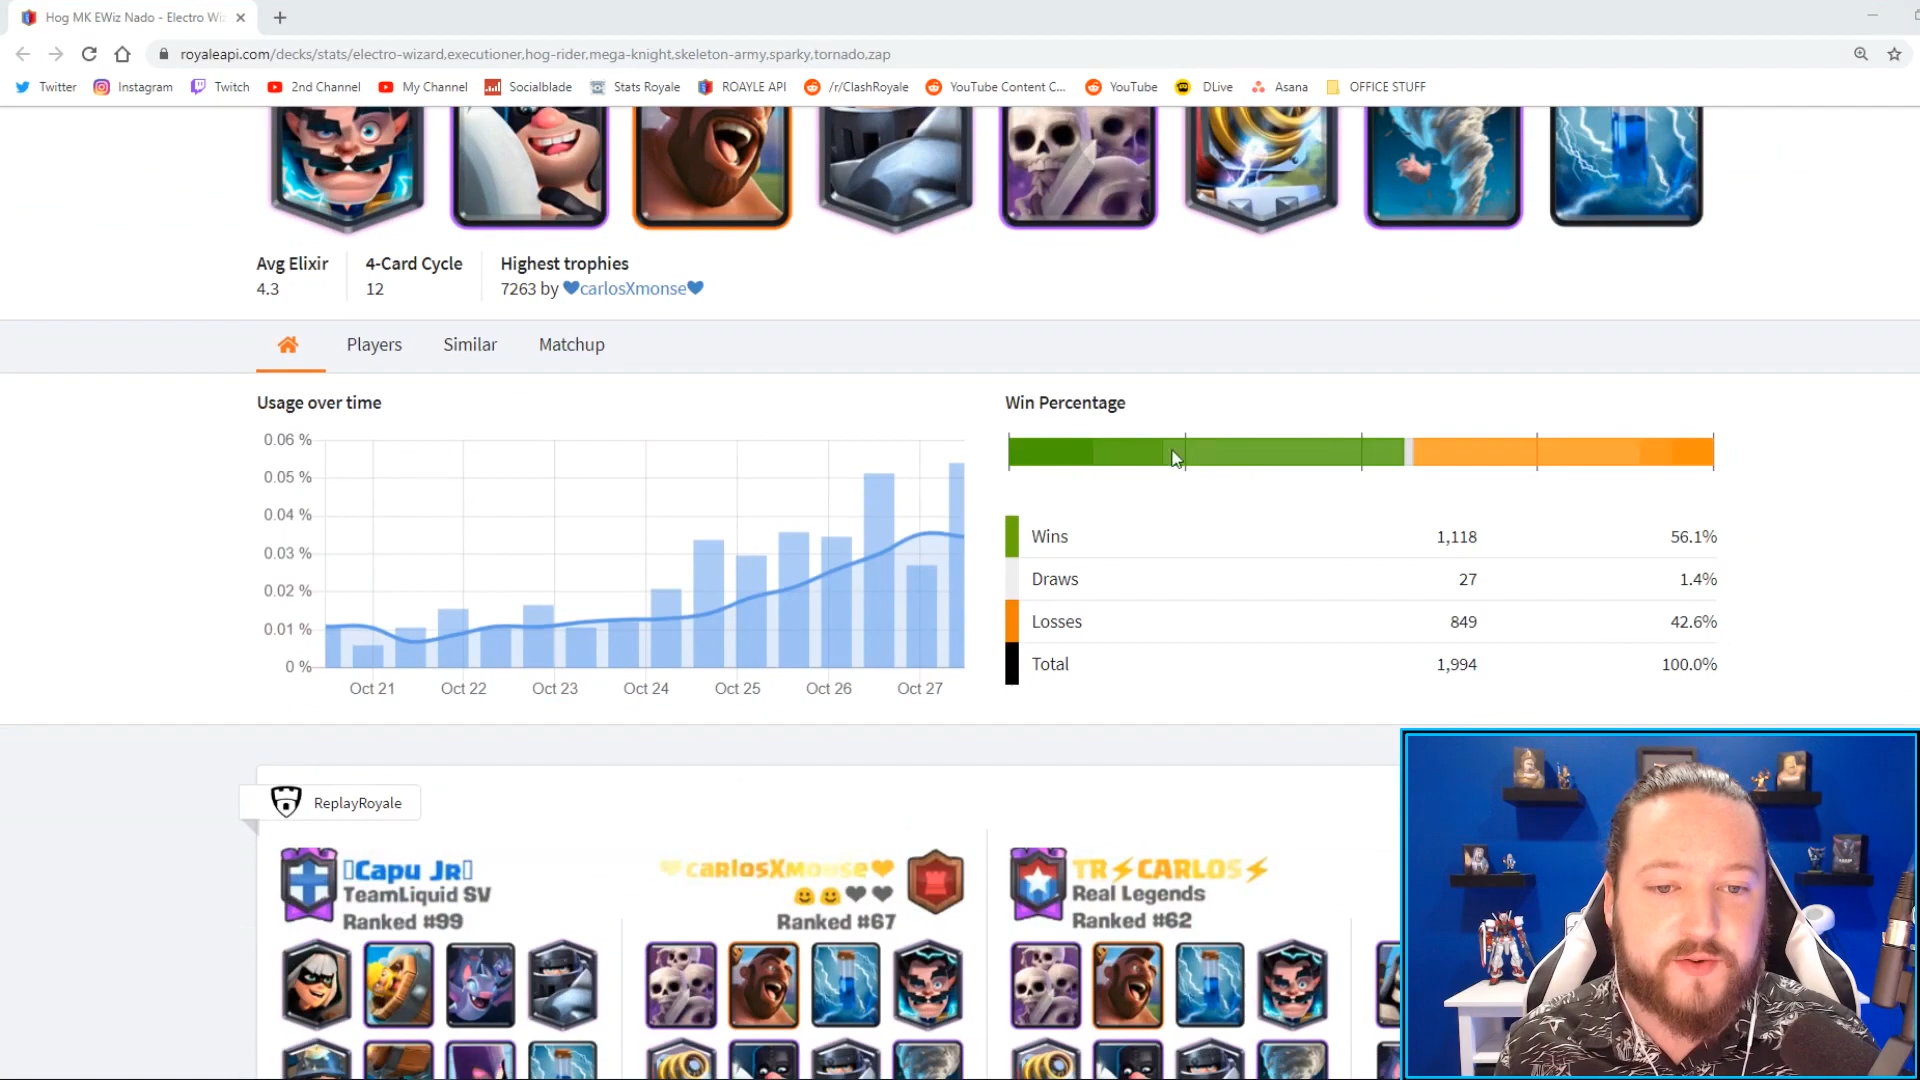 Hog MK EWiz Nado - Electro Wi
royaleapi.com/decks/stats/electro-wizard,executioner,hog-rider,mega-knight,skeleton-army,sparky,tornado,zap
Twitter Instagram Twitch 2nd Channel My Channel Socialblade Stats Royale ROAYLE API /r/ClashRoyale YouTube Content C... YouTube DLive Asana OFFICE STUFF
Avg Elixir 4-Card Cycle Highest trophies
4.3 12 7263 by 💙carlosXmonse💙
Players Similar Matchup
Usage over time
0.06 %
0.05 %
0.04 %
0.03 %
0.02 %
0.01 %
0 %
Oct 21 Oct 22 Oct 23 Oct 24 Oct 25 Oct 26 Oct 27
Win Percentage
Wins 1,118 56.1%
Draws 27 1.4%
Losses 849 42.6%
Total 1,994 100.0%
ReplayRoyale
Capu Jr
TeamLiquid SV
Ranked #99
carlosXmonse
Ranked #67
TR⚡CARLOS⚡
Real Legends
Ranked #62